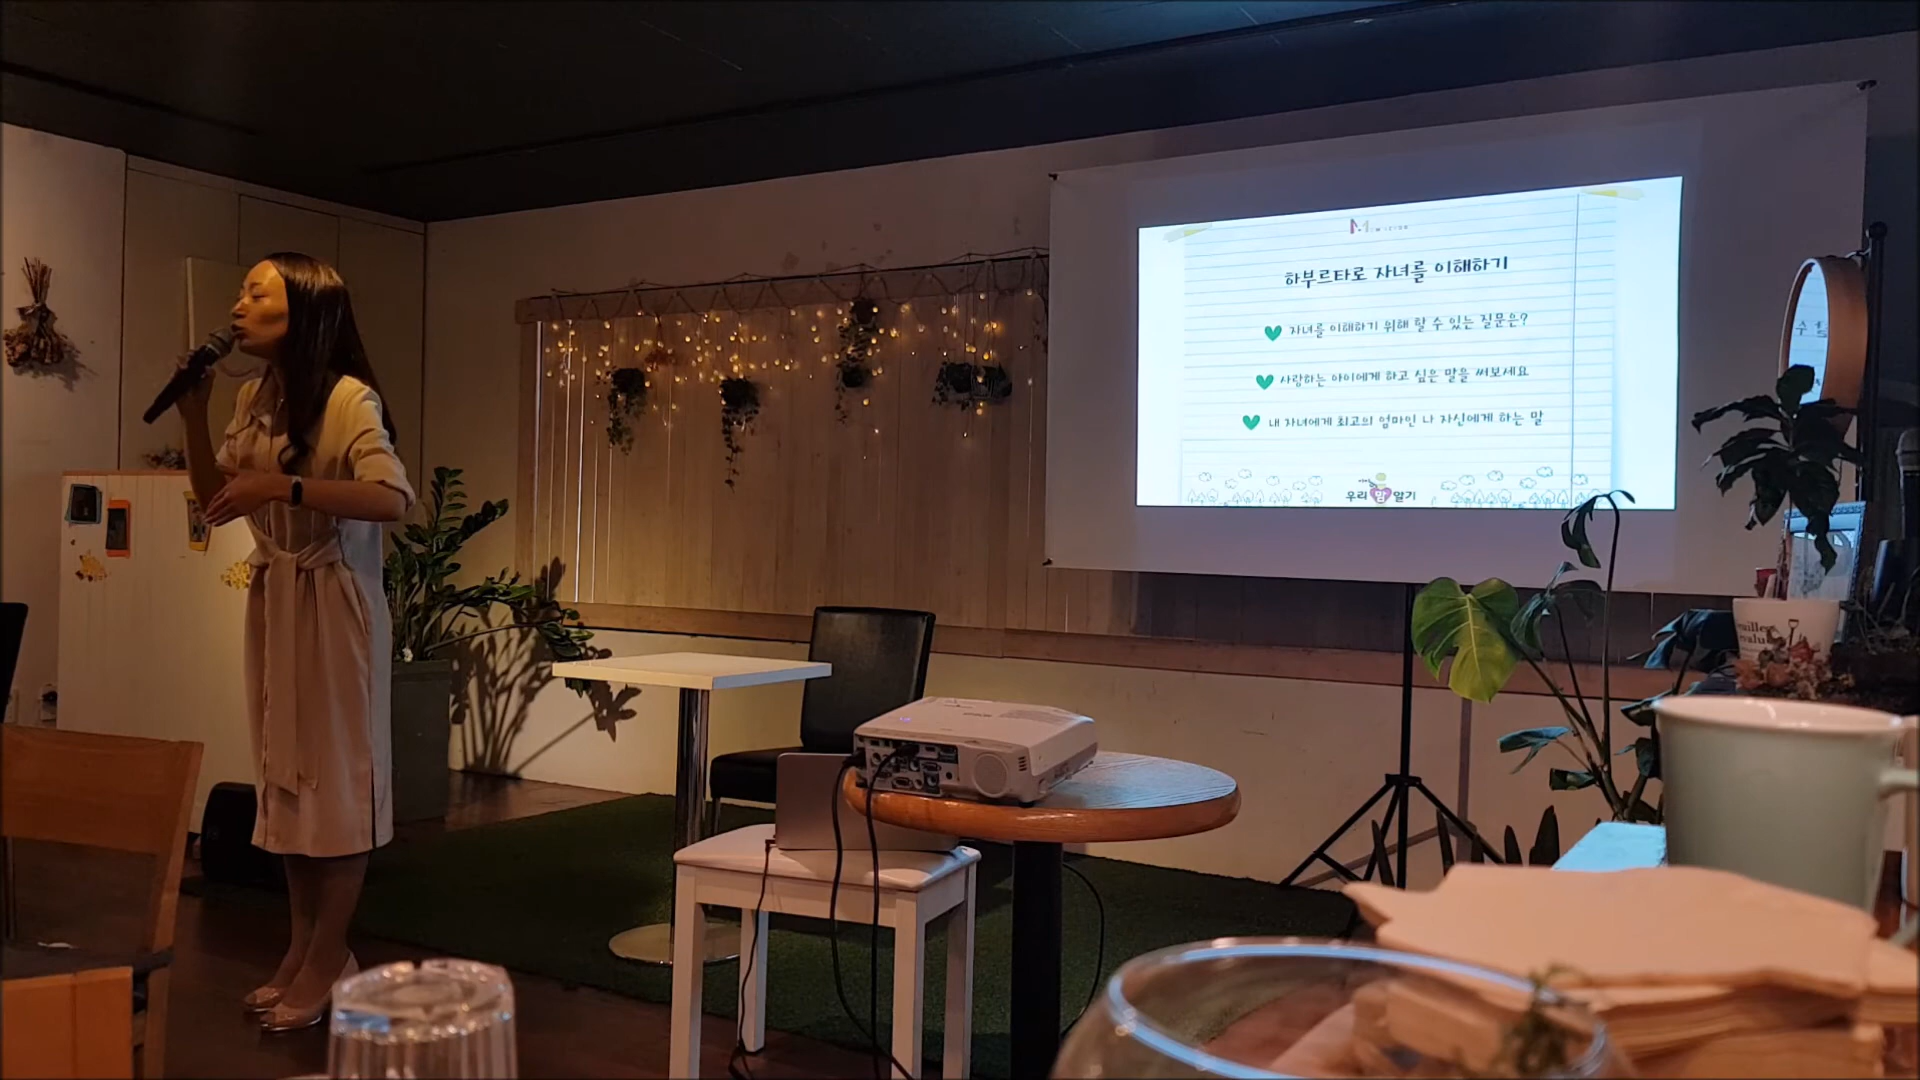 하부르타로 자녀를 이해하기
자녀를 이해하기 위해 할 수 있는 질문은?
사랑하는 아이에게 하고 싶은 말을 써보세요
내 자녀에게 최고의 엄마인 나 자신에게 하는 말
우리 맘 알기